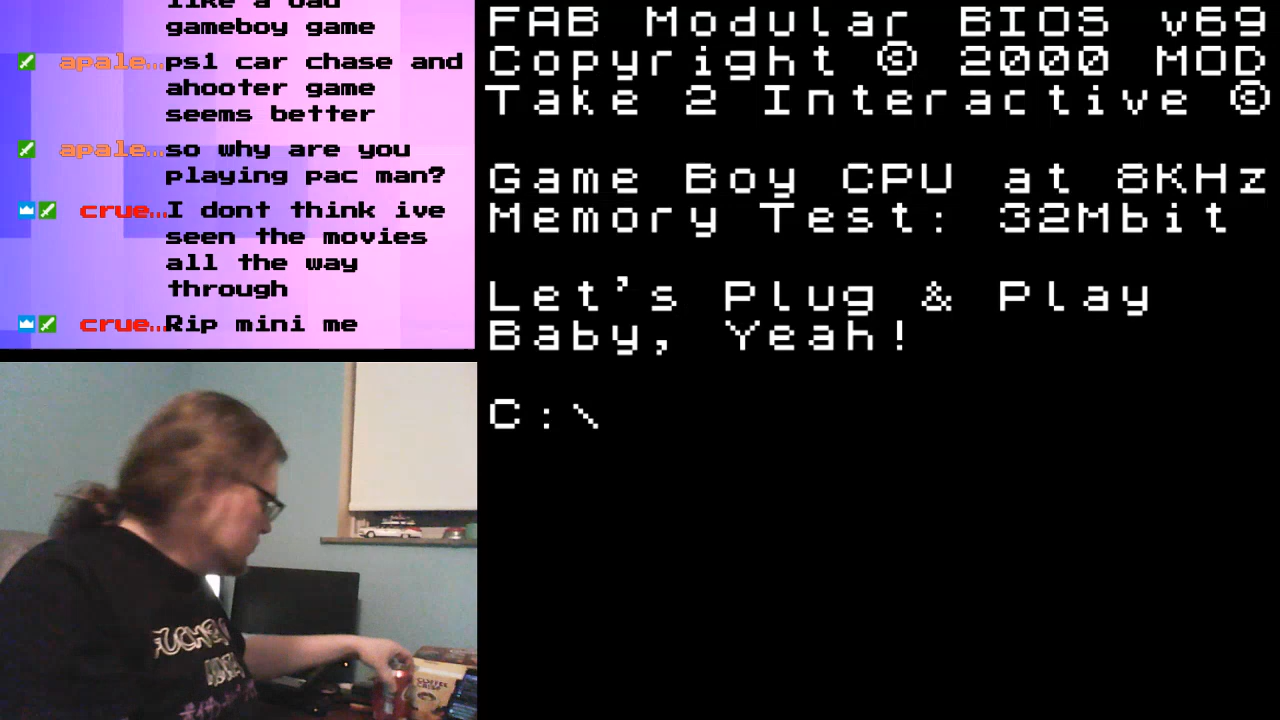 like a bad
gameboy game
apale...ps1 car chase and
ahooter game
seems better
apale...so why are you
playing pac man?
crue...I dont think ive
seen the movies
all the way
through
crue...Rip mini me
FAB Modular BIOS v69
Copyright © 2000 MOD
Take 2 Interactive ©
Game Boy CPU at 8KHz
Memory Test: 32Mbit
Let's Plug & Play
Baby, Yeah!
C:\
COFFEE
CRISP